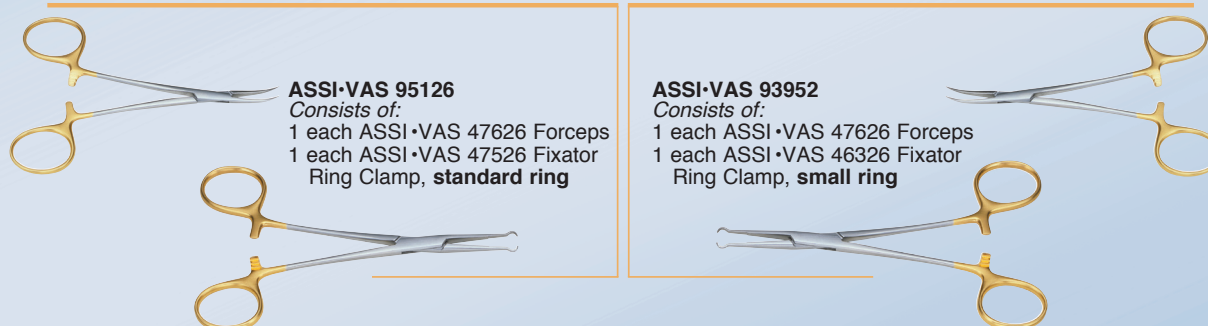 ASSI•VAS 95126
Consists of:
1 each ASSI•VAS 47626 Forceps
1 each ASSI•VAS 47526 Fixator
Ring Clamp, standard ring
ASSI•VAS 93952
Consists of:
1 each ASSI•VAS 47626 Forceps
1 each ASSI•VAS 46326 Fixator
Ring Clamp, small ring